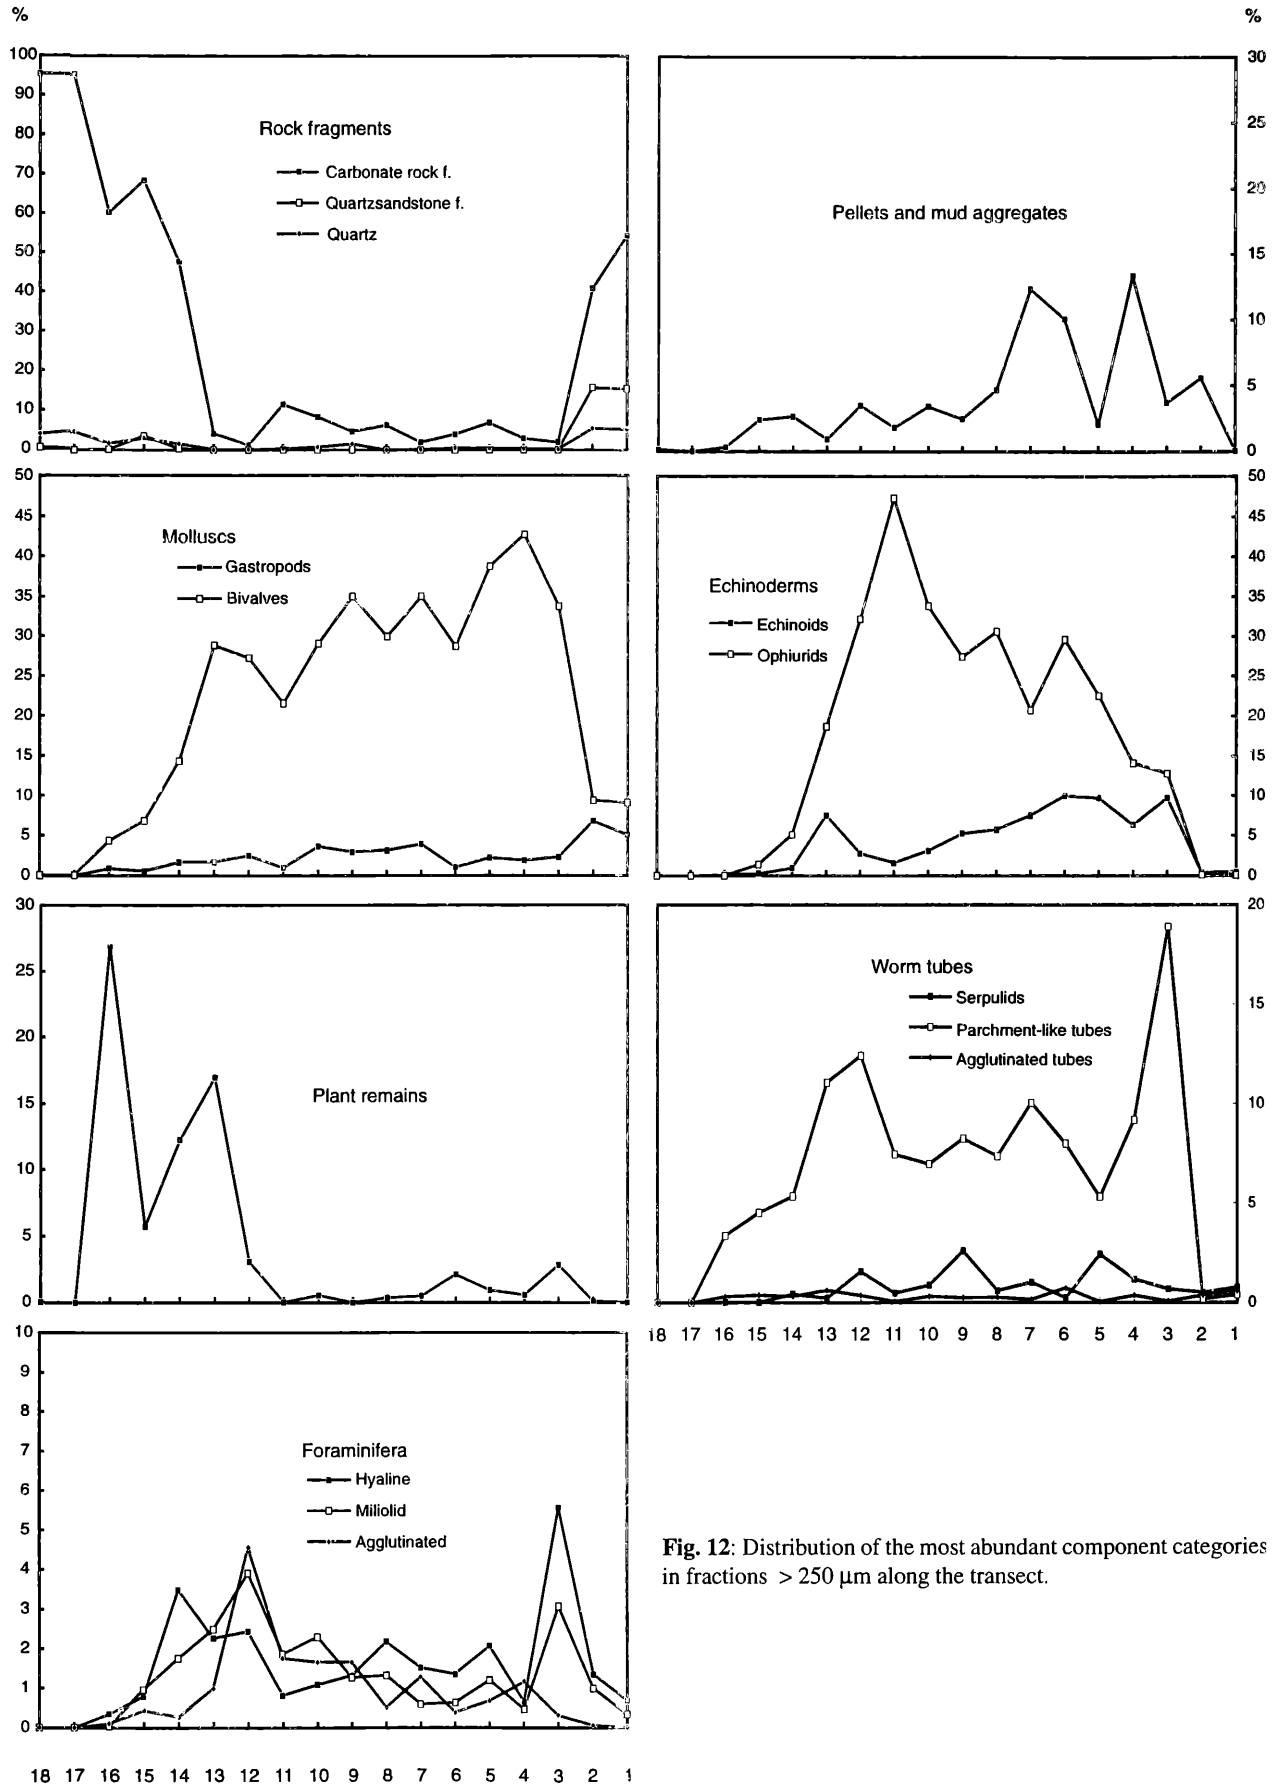 %
%
100
90
80
70
60
50
40
30
20
10
0
Rock fragments
Carbonate rock f.
Quartzsandstone f.
Quartz
30
25
20
15
10
5
0
Pellets and mud aggregates
50
45
40
35
30
25
20
15
10
5
0
Molluscs
Gastropods
Bivalves
50
45
40
35
30
25
20
15
10
5
0
Echinoderms
Echinoids
Ophiurids
30
25
20
15
10
5
0
Plant remains
20
15
10
5
0
Worm tubes
Serpulids
Parchment-like tubes
Agglutinated tubes
18 17 16 15 14 13 12 11 10 9 8 7 6 5 4 3 2 1
10
9
8
7
6
5
4
3
2
1
0
Foraminifera
Hyaline
Miliolid
Agglutinated
18 17 16 15 14 13 12 11 10 9 8 7 6 5 4 3 2 1
Fig. 12: Distribution of the most abundant component categories
in fractions > 250 µm along the transect.